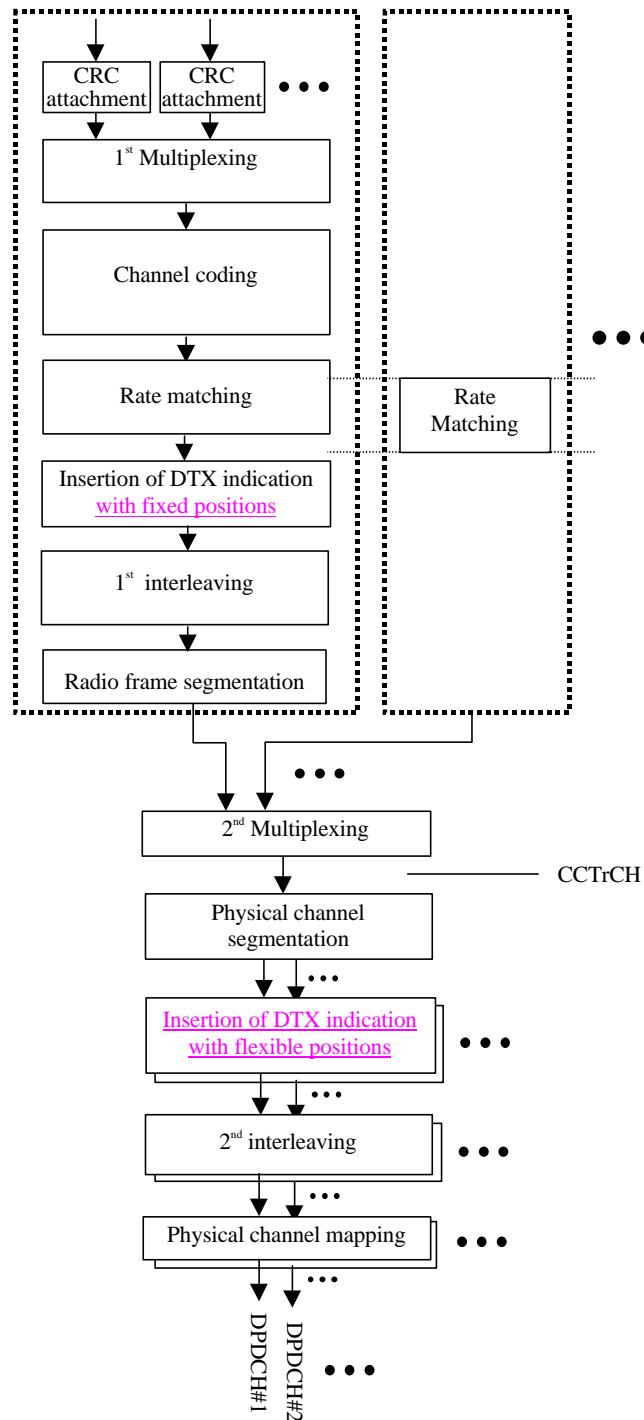 CRC
attachment
CRC
attachment
1st Multiplexing
Channel coding
Rate matching
Rate
Matching
Insertion of DTX indication
with fixed positions
1st interleaving
Radio frame segmentation
2nd Multiplexing
CCTrCH
Physical channel
segmentation
Insertion of DTX indication
with flexible positions
2nd interleaving
Physical channel mapping
DPDCH#1
DPDCH#2